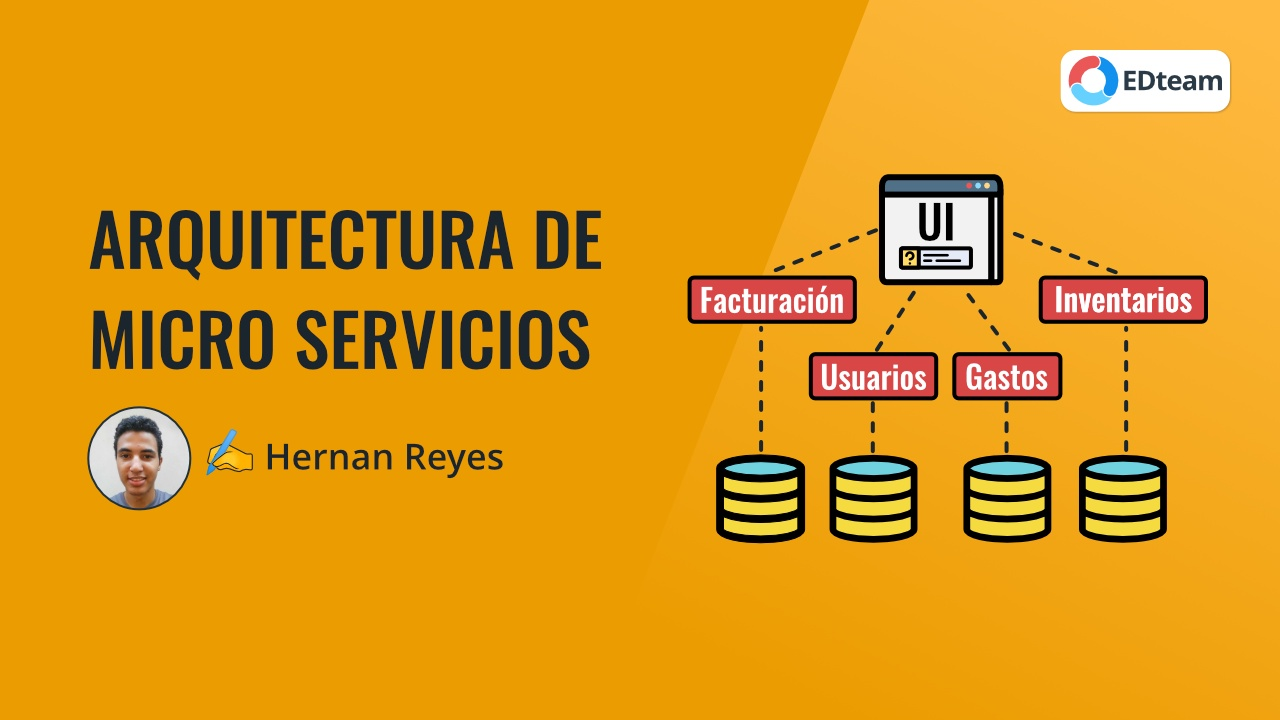 EDteam
ARQUITECTURA DE
MICRO SERVICIOS
Hernan Reyes
UI
?
Facturación
Inventarios
Usuarios
Gastos